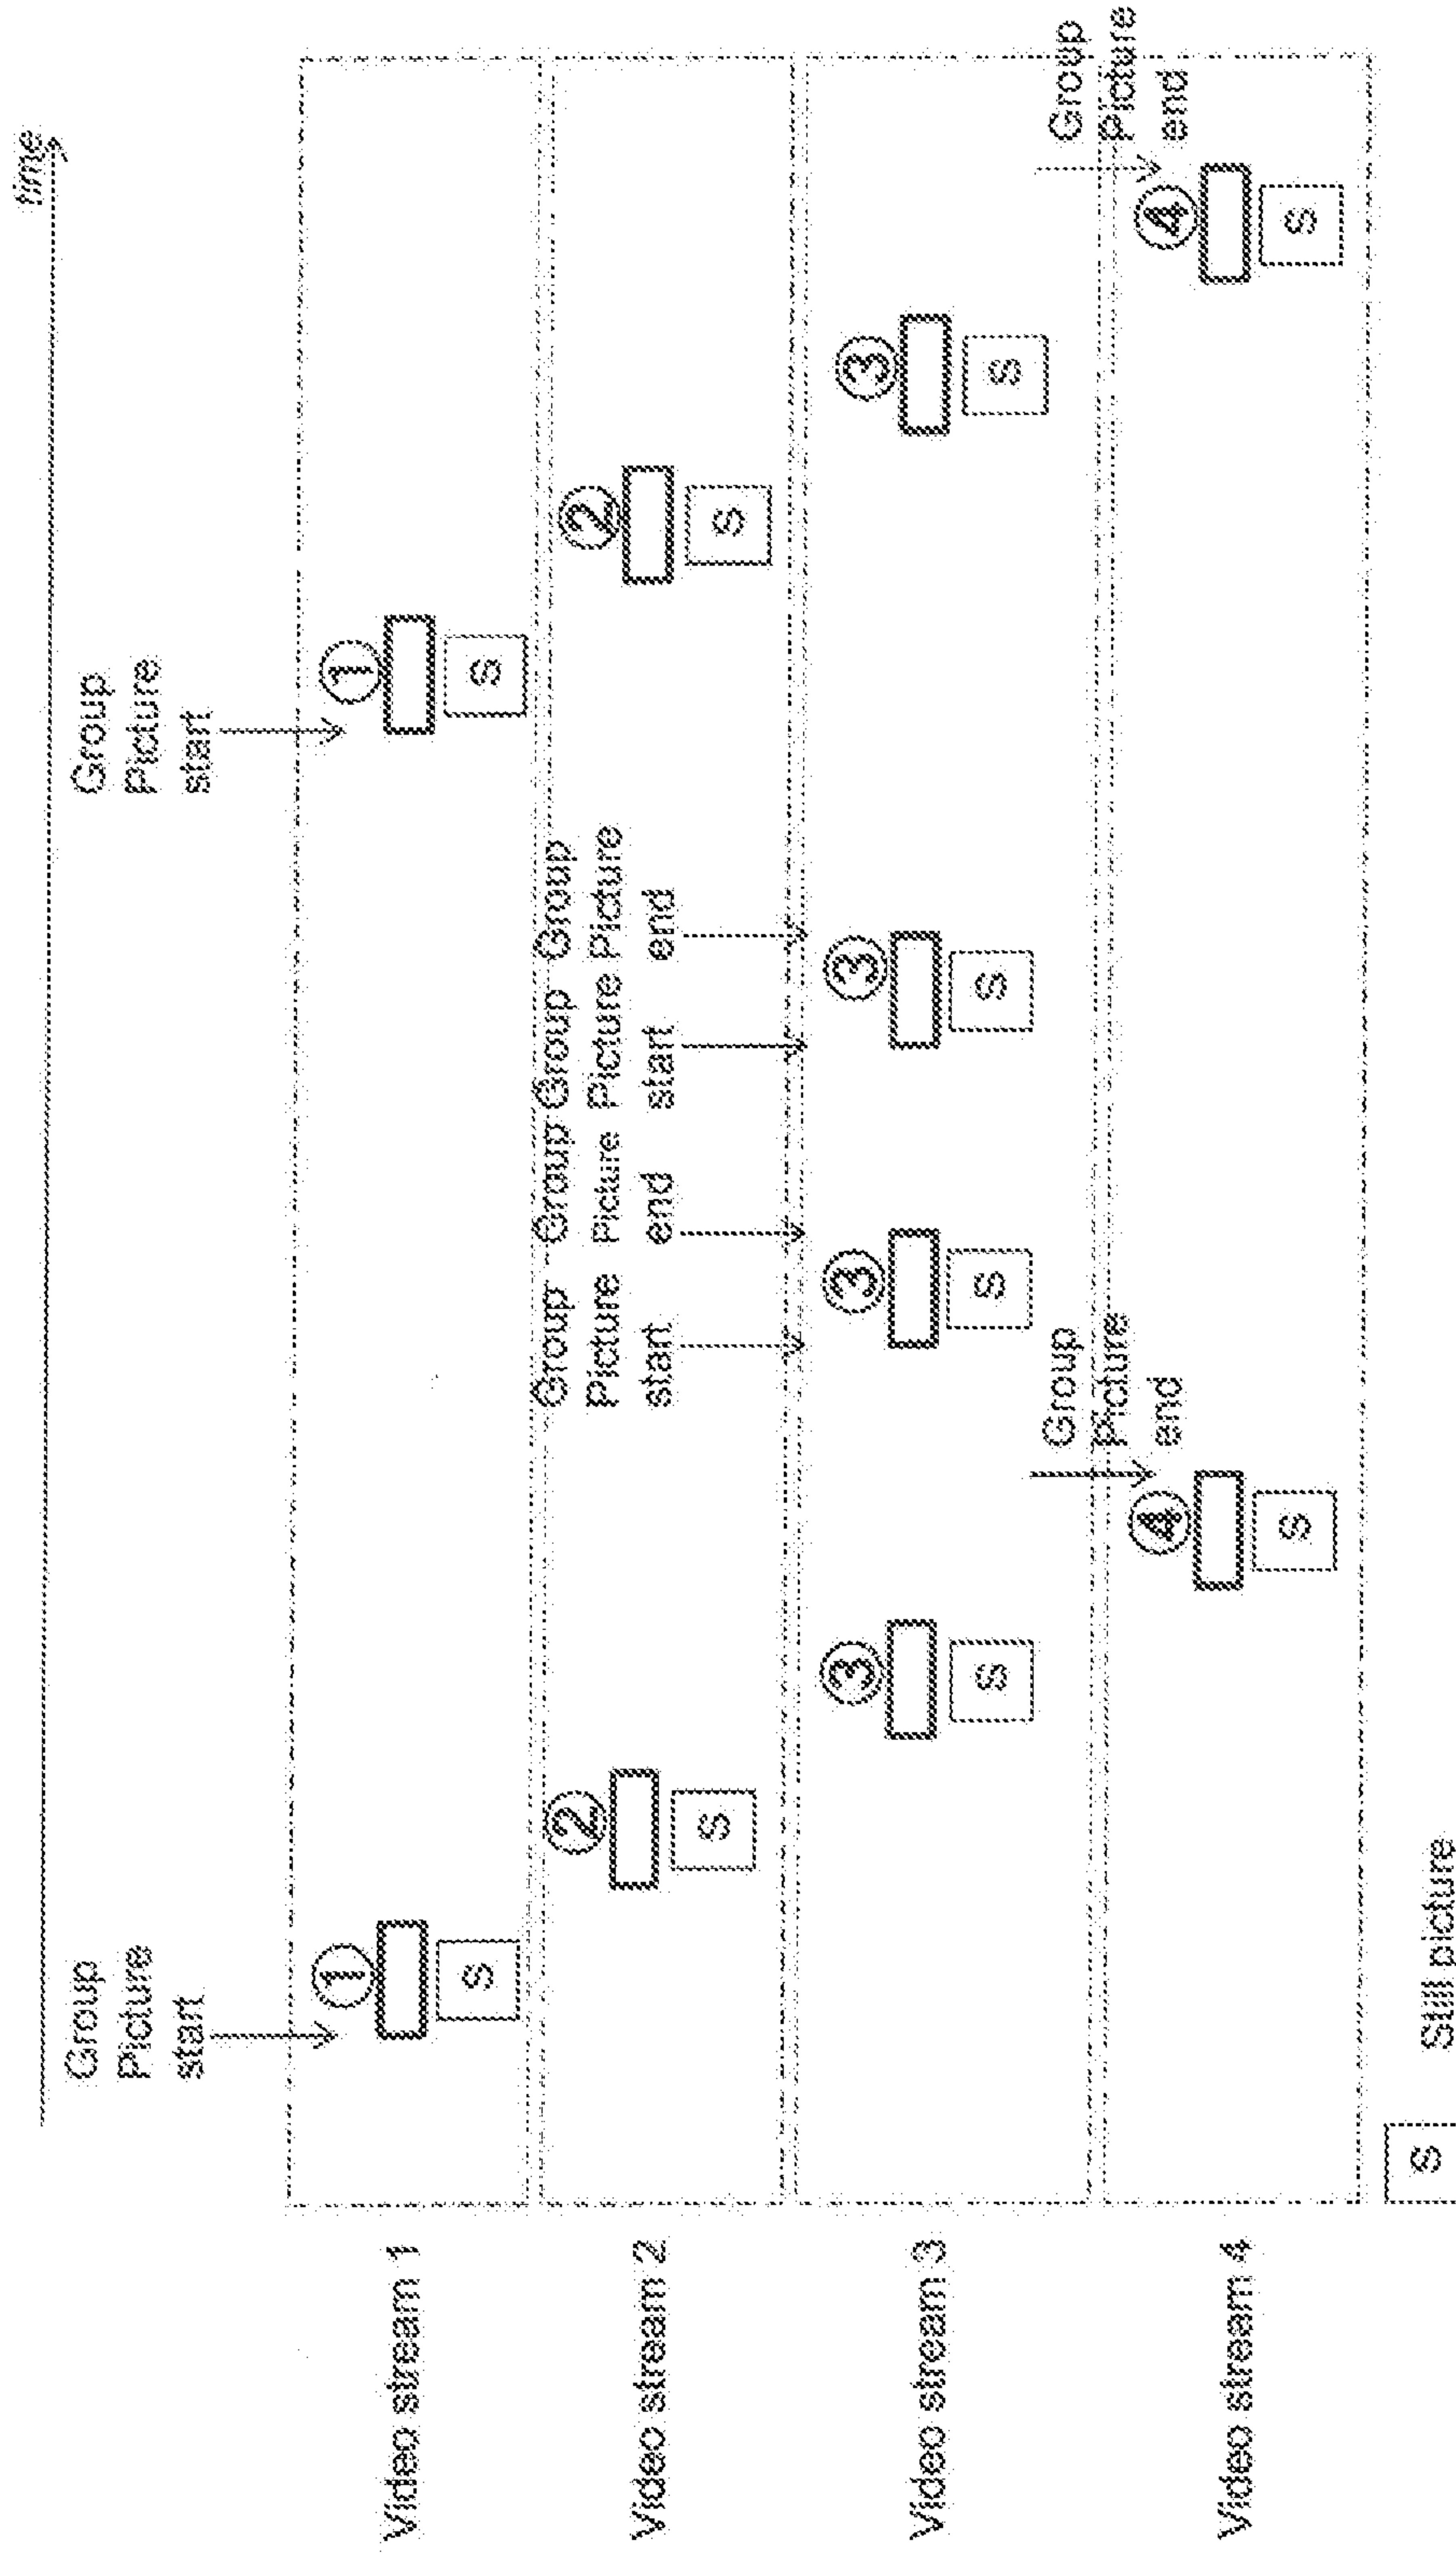 time
Group
Picture
start
Group
Picture
start
Video stream 1
①
S
①
S
Video stream 2
②
S
②
S
Group
Picture
start
Group
Picture
end
Group
Picture
start
Group
Picture
end
Video stream 3
③
S
③
S
③
S
③
S
Group
Picture
end
Group
Picture
end
Video stream 4
④
S
④
S
S
Still picture